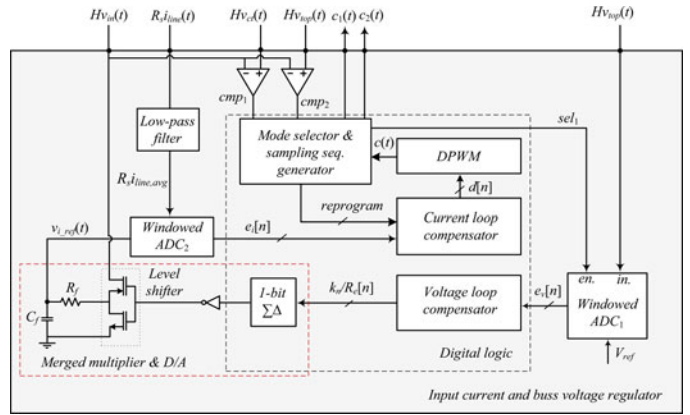 Hv_in(t) R_s i_line(t) Hv_ct(t) Hv_top(t) c_1(t) c_2(t) Hv_top(t)
cmp_1 cmp_2
Low-pass filter
Mode selector & sampling seq. generator
sel_1
c(t)
DPWM
R_s i_line,avg
reprogram
d[n]
v_i_ref(t)
Windowed ADC_2
e_i[n]
Current loop compensator
Level shifter
R_f
C_f
1-bit ΣΔ
k_n/R_e[n]
Voltage loop compensator
e_v[n]
en. in.
Windowed ADC_1
V_ref
Merged multiplier & D/A
Digital logic
Input current and buss voltage regulator